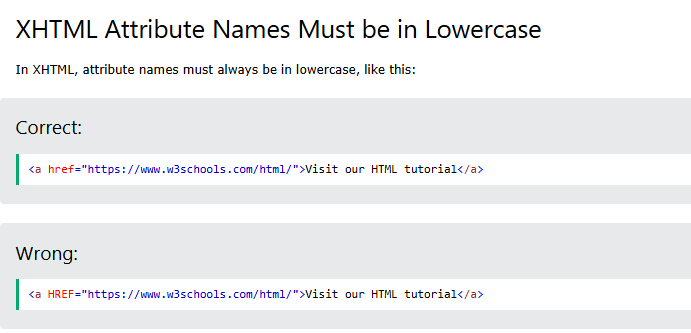 XHTML Attribute Names Must be in Lowercase
In XHTML, attribute names must always be in lowercase, like this:
Correct:
<a href="https://www.w3schools.com/html/">Visit our HTML tutorial</a>
Wrong:
<a HREF="https://www.w3schools.com/html/">Visit our HTML tutorial</a>